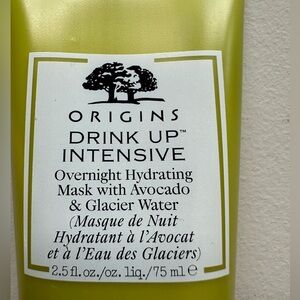 ORIGINS
DRINK UP™
INTENSIVE
Overnight Hydrating
Mask with Avocado
& Glacier Water
(Masque de Nuit
Hydratant à l'Avocat
et à l'Eau des Glaciers)
2.5 fl.oz./oz. liq./75 ml ℮